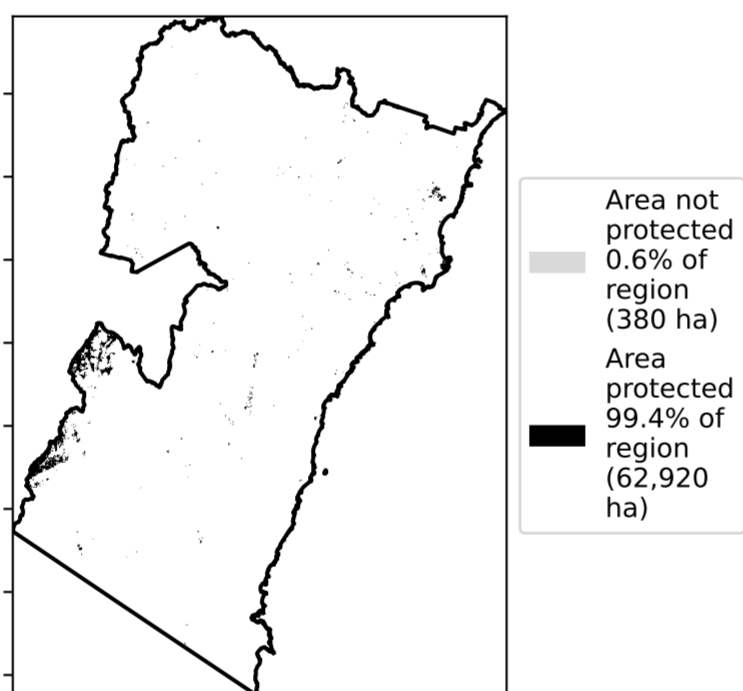 Area not
protected
0.6% of
region
(380 ha)
Area
protected
99.4% of
region
(62,920
ha)